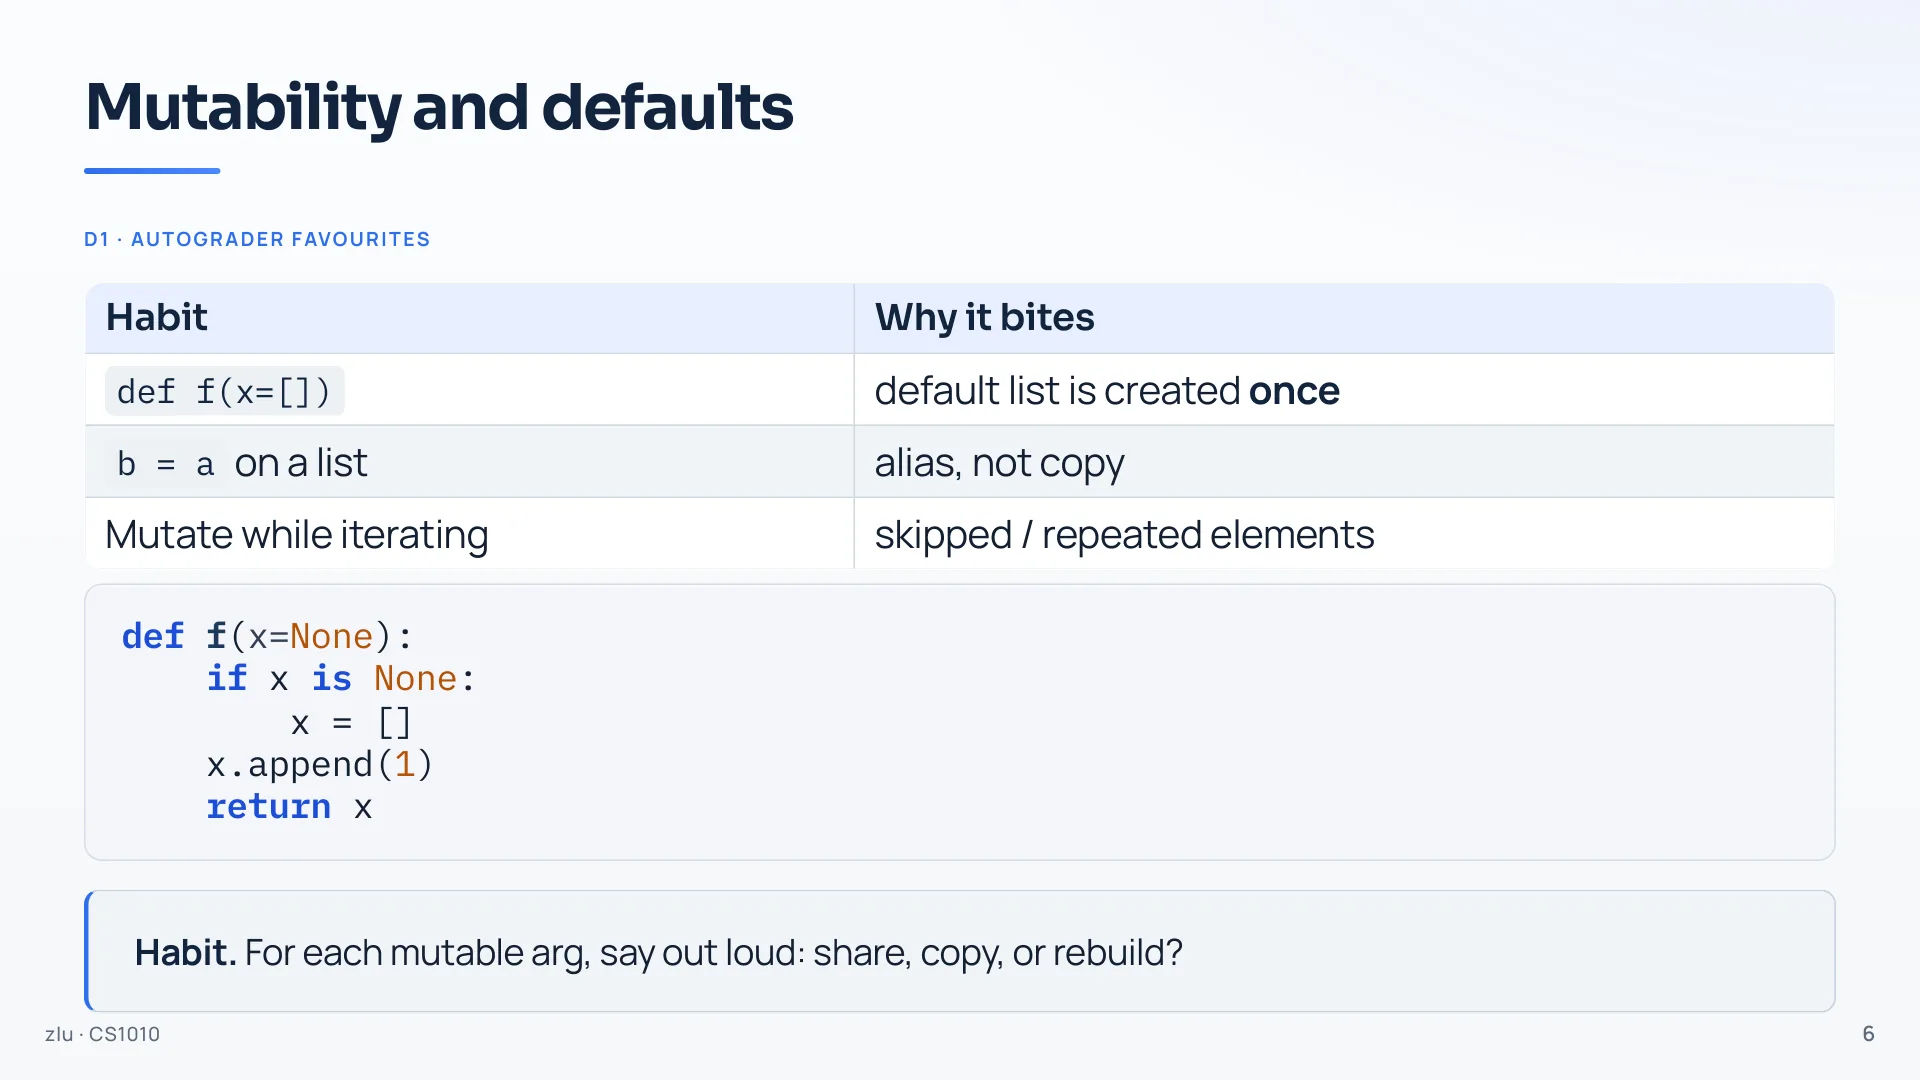 Mutability and defaults
D1 · AUTOGRADER FAVOURITES
Habit Why it bites
def f(x=[]) default list is created once
b = a on a list alias, not copy
Mutate while iterating skipped / repeated elements
def f(x=None):
    if x is None:
        x = []
    x.append(1)
    return x
Habit. For each mutable arg, say out loud: share, copy, or rebuild?
zlu · CS1010 6